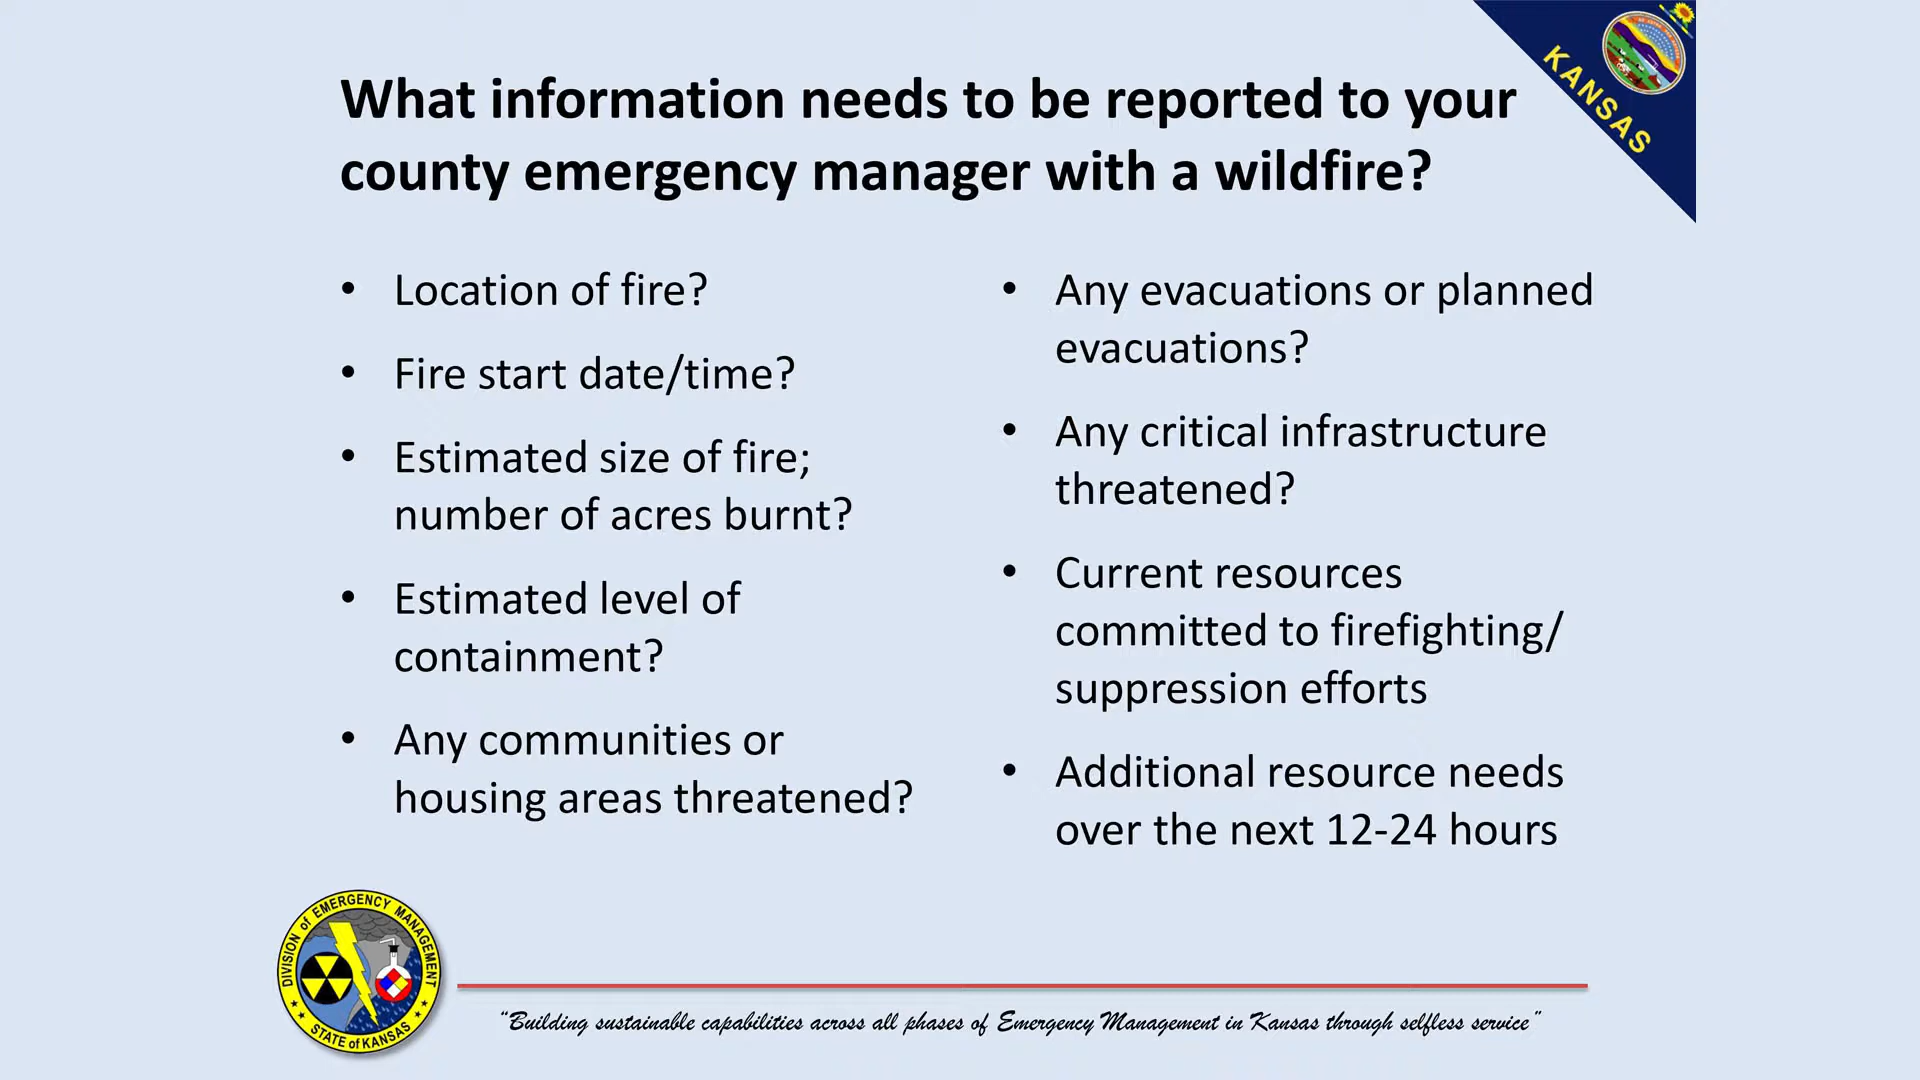 What information needs to be reported to your
county emergency manager with a wildfire?
KANSAS
• Location of fire?
• Fire start date/time?
• Estimated size of fire;
number of acres burnt?
• Estimated level of
containment?
• Any communities or
housing areas threatened?
• Any evacuations or planned
evacuations?
• Any critical infrastructure
threatened?
• Current resources
committed to firefighting/
suppression efforts
• Additional resource needs
over the next 12-24 hours
DIVISION of EMERGENCY MANAGEMENT
STATE of KANSAS
“Building sustainable capabilities across all phases of Emergency Management in Kansas through selfless service”